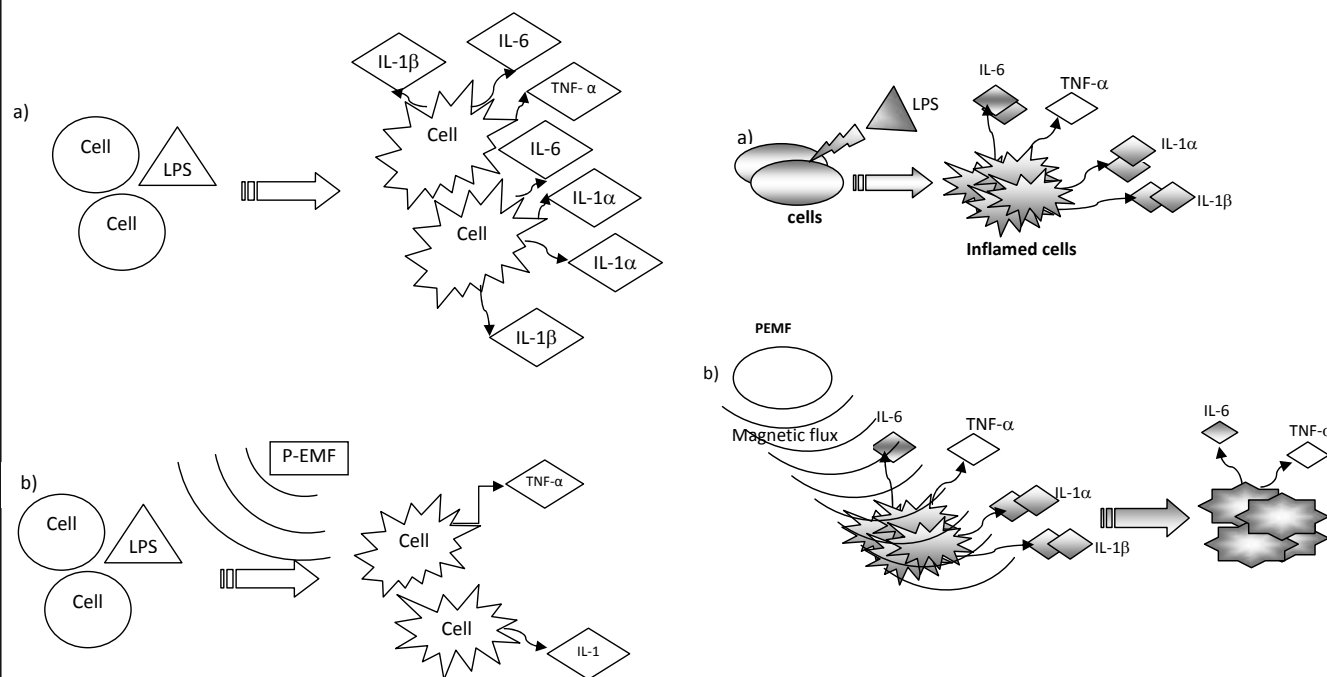 a)
Cell
LPS
Cell
IL-1β
IL-6
TNF- α
Cell
IL-6
IL-1α
Cell
IL-1α
IL-1β
b)
P-EMF
Cell
LPS
Cell
TNF-α
Cell
Cell
IL-1
a)
LPS
cells
IL-6
TNF-α
IL-1α
IL-1β
Inflamed cells
PEMF
b)
Magnetic flux
IL-6
TNF-α
IL-1α
IL-1β
IL-6
TNF-α